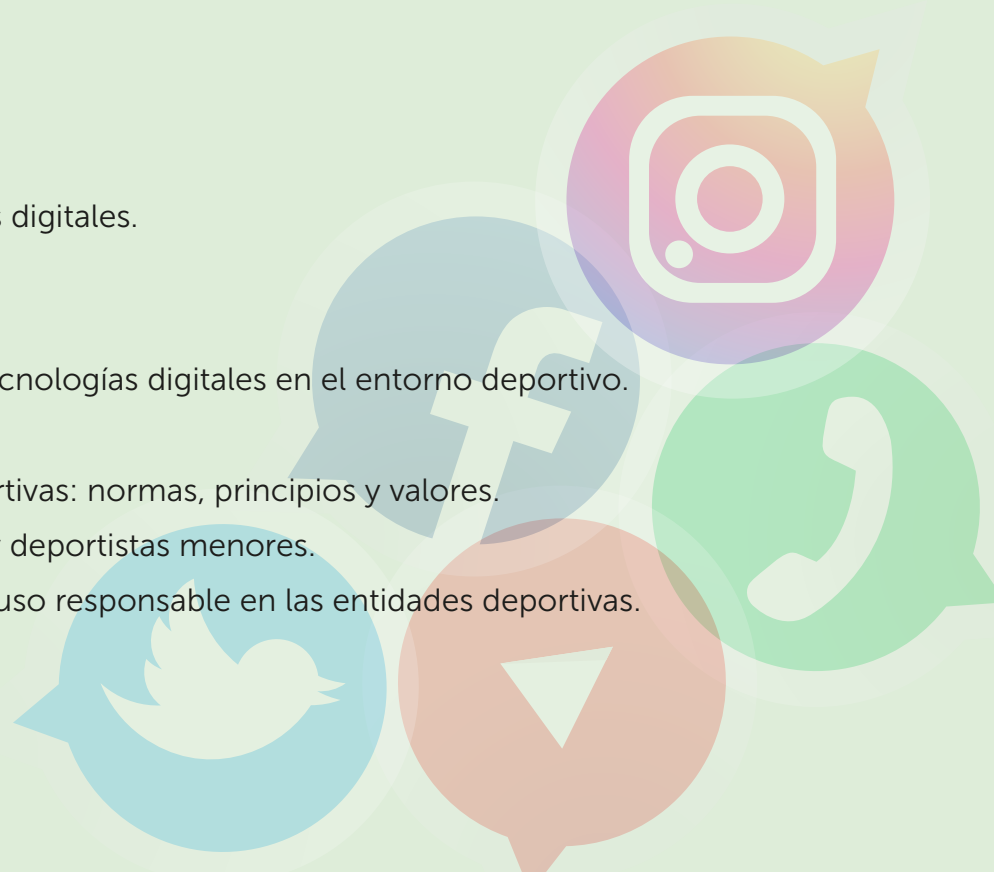 s digitales.
cnologías digitales en el entorno deportivo.
rtivas: normas, principios y valores.
deportistas menores.
uso responsable en las entidades deportivas.